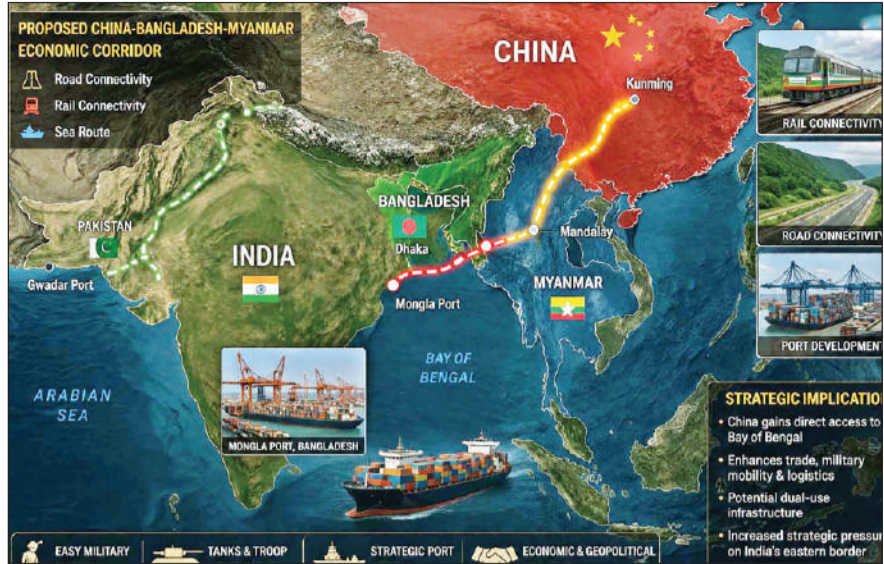 PROPOSED CHINA-BANGLADESH-MYANMAR
ECONOMIC CORRIDOR
Road Connectivity
Rail Connectivity
Sea Route
CHINA
Kunming
RAIL CONNECTIVITY
BANGLADESH
Dhaka
PAKISTAN
INDIA
Mandalay
ROAD CONNECTIVITY
Gwadar Port
Mongla Port
MYANMAR
PORT DEVELOPMENT
BAY OF
BENGAL
ARABIAN
SEA
MONGLA PORT, BANGLADESH
STRATEGIC IMPLICATIO
• China gains direct access to
Bay of Bengal
• Enhances trade, military
mobility & logistics
• Potential dual-use
infrastructure
• Increased strategic pressur
on India's eastern border
EASY MILITARY
TANKS & TROOP
STRATEGIC PORT
ECONOMIC & GEOPOLITICAL